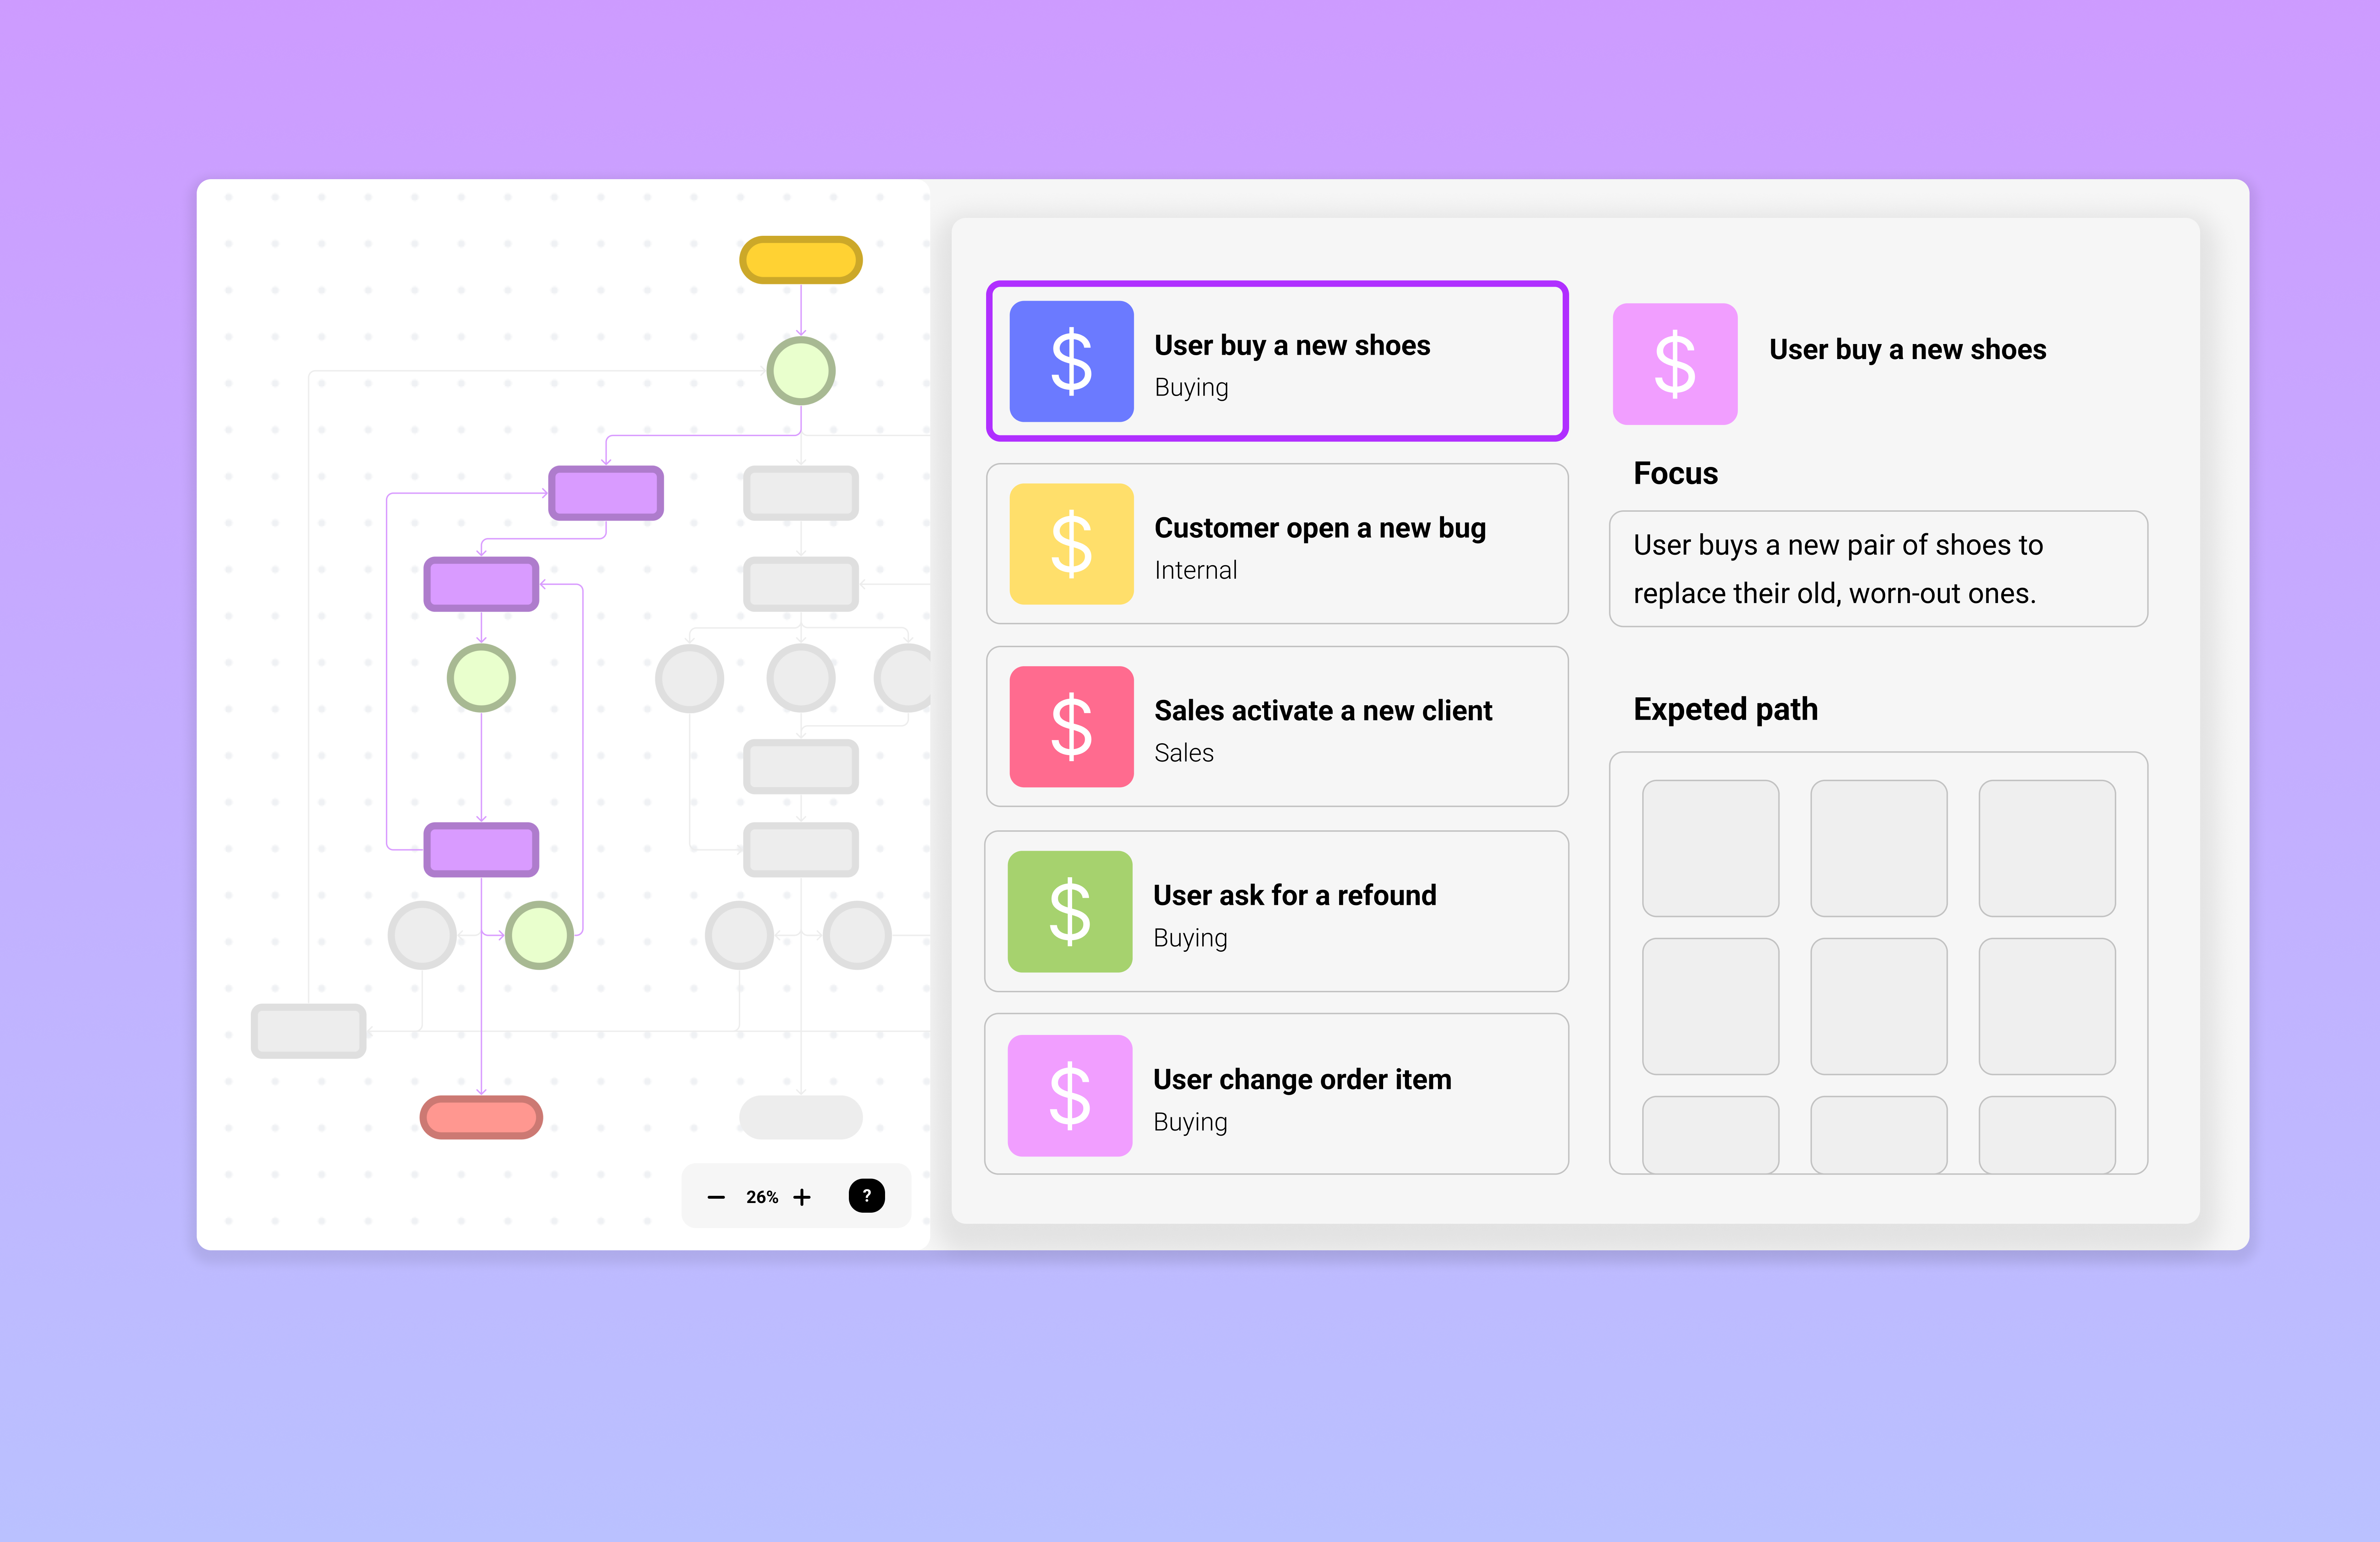 26%
?
$
User buy a new shoes
Buying
$
Customer open a new bug
Internal
$
Sales activate a new client
Sales
$
User ask for a refound
Buying
$
User change order item
Buying
$
User buy a new shoes
Focus
User buys a new pair of shoes to
replace their old, worn-out ones.
Expeted path